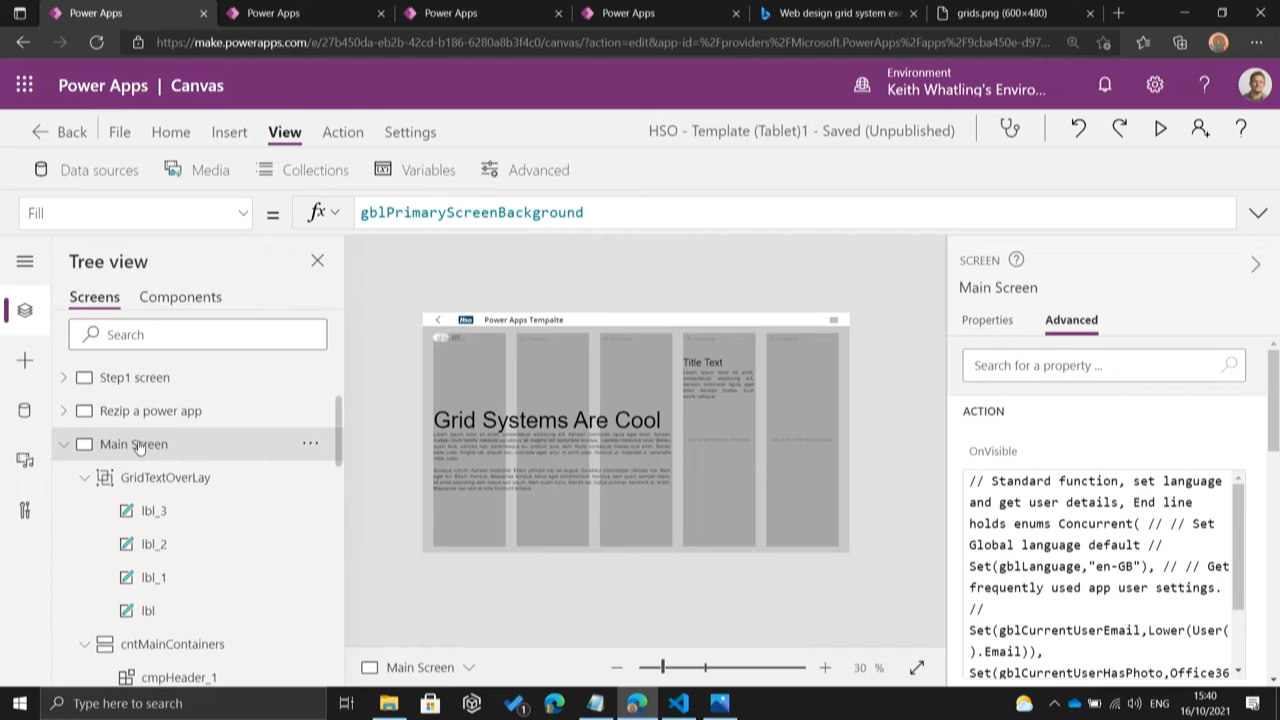 Power Apps
Power Apps
Power Apps
Power Apps
Web design grid system ex
grids.png (600×480)
https://make.powerapps.com/e/27b450da-eb2b-42cd-b186-6280a8b3f4c0/canvas/?action=edit&app-id=%2Fproviders%2FMicrosoft.PowerApps%2Fapps%2F9cba450e-d97...
Power Apps | Canvas
Environment
Keith Whatling's Enviro...
Back
File
Home
Insert
View
Action
Settings
HSO - Template (Tablet)1 - Saved (Unpublished)
Data sources
Media
Collections
Variables
Advanced
Fill
=
fx
gblPrimaryScreenBackground
Tree view
Screens
Components
Search
Step1 screen
Rezip a power app
Main Screen
GridTextOverLay
lbl_3
lbl_2
lbl_1
lbl
cntMainContainers
cmpHeader_1
Hso
Power Apps Tempalte
Off
Title Text
Grid Systems Are Cool
Main Screen
30 %
SCREEN
Main Screen
Properties
Advanced
Search for a property ...
ACTION
OnVisible
// Standard function, set language
and get user details, End line
holds enums Concurrent( // // Set
Global language default //
Set(gblLanguage,"en-GB"), // // Get
frequently used app user settings.
//
Set(gblCurrentUserEmail,Lower(User(
).Email)),
Set(gblCurrentUserHasPhoto,Office36
Type here to search
1
ENG
15:40
16/10/2021